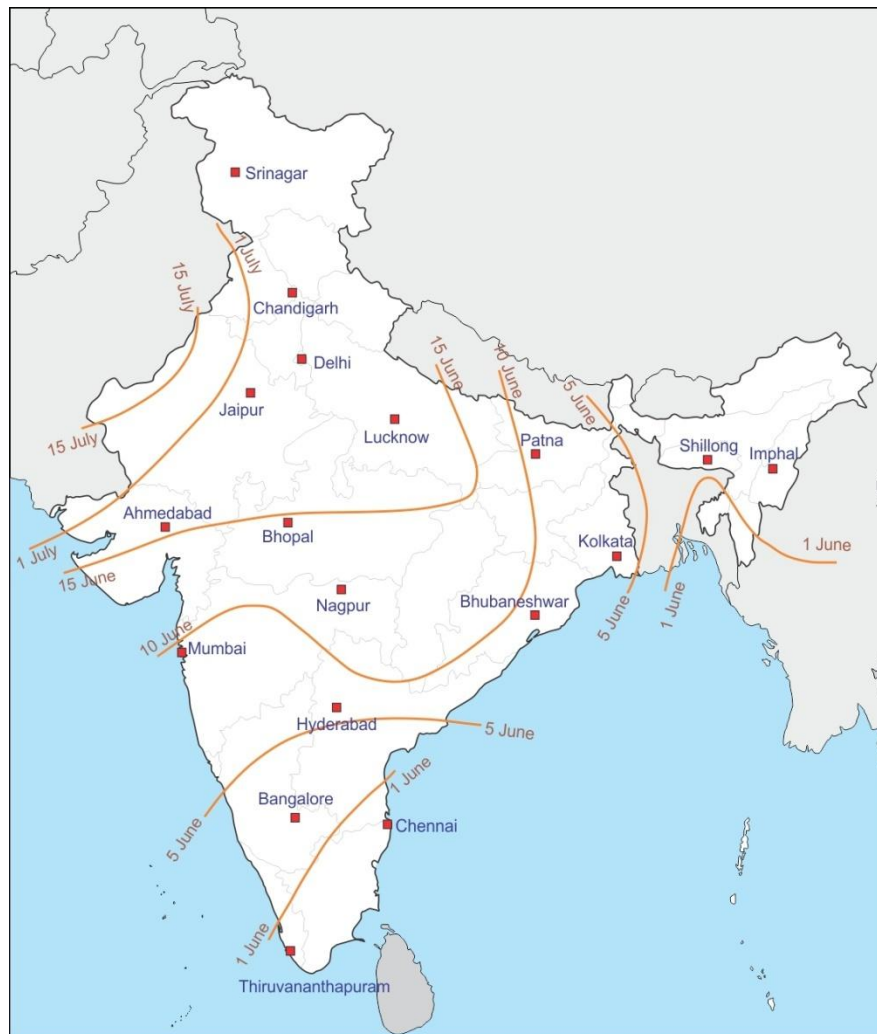 Srinagar
1 July
15 July
Chandigarh
Delhi
15 June
10 June
5 June
Jaipur
15 July
Lucknow
Patna
Shillong
Imphal
Ahmedabad
Bhopal
Kolkata
1 July
1 June
15 June
Nagpur
Bhubaneshwar
5 June
1 June
10 June
Mumbai
Hyderabad
5 June
1 June
Bangalore
Chennai
5 June
1 June
Thiruvananthapuram